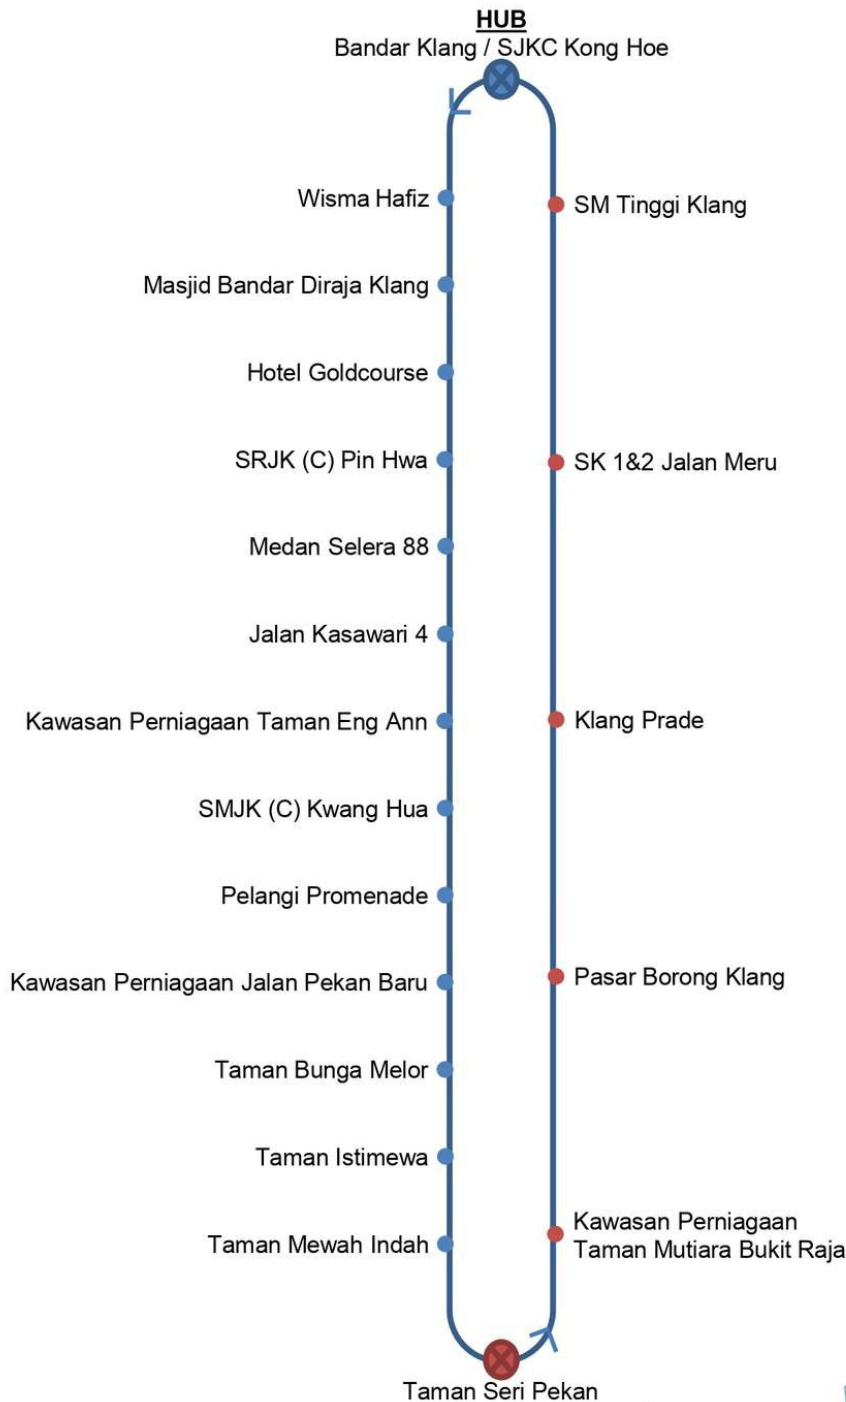 HUB
Bandar Klang / SJKC Kong Hoe
Wisma Hafiz
Masjid Bandar Diraja Klang
Hotel Goldcourse
SRJK (C) Pin Hwa
Medan Selera 88
Jalan Kasawari 4
Kawasan Perniagaan Taman Eng Ann
SMJK (C) Kwang Hua
Pelangi Promenade
Kawasan Perniagaan Jalan Pekan Baru
Taman Bunga Melor
Taman Istimewa
Taman Mewah Indah
SM Tinggi Klang
SK 1&2 Jalan Meru
Klang Prade
Pasar Borong Klang
Kawasan Perniagaan
Taman Mutiara Bukit Raja
Taman Seri Pekan